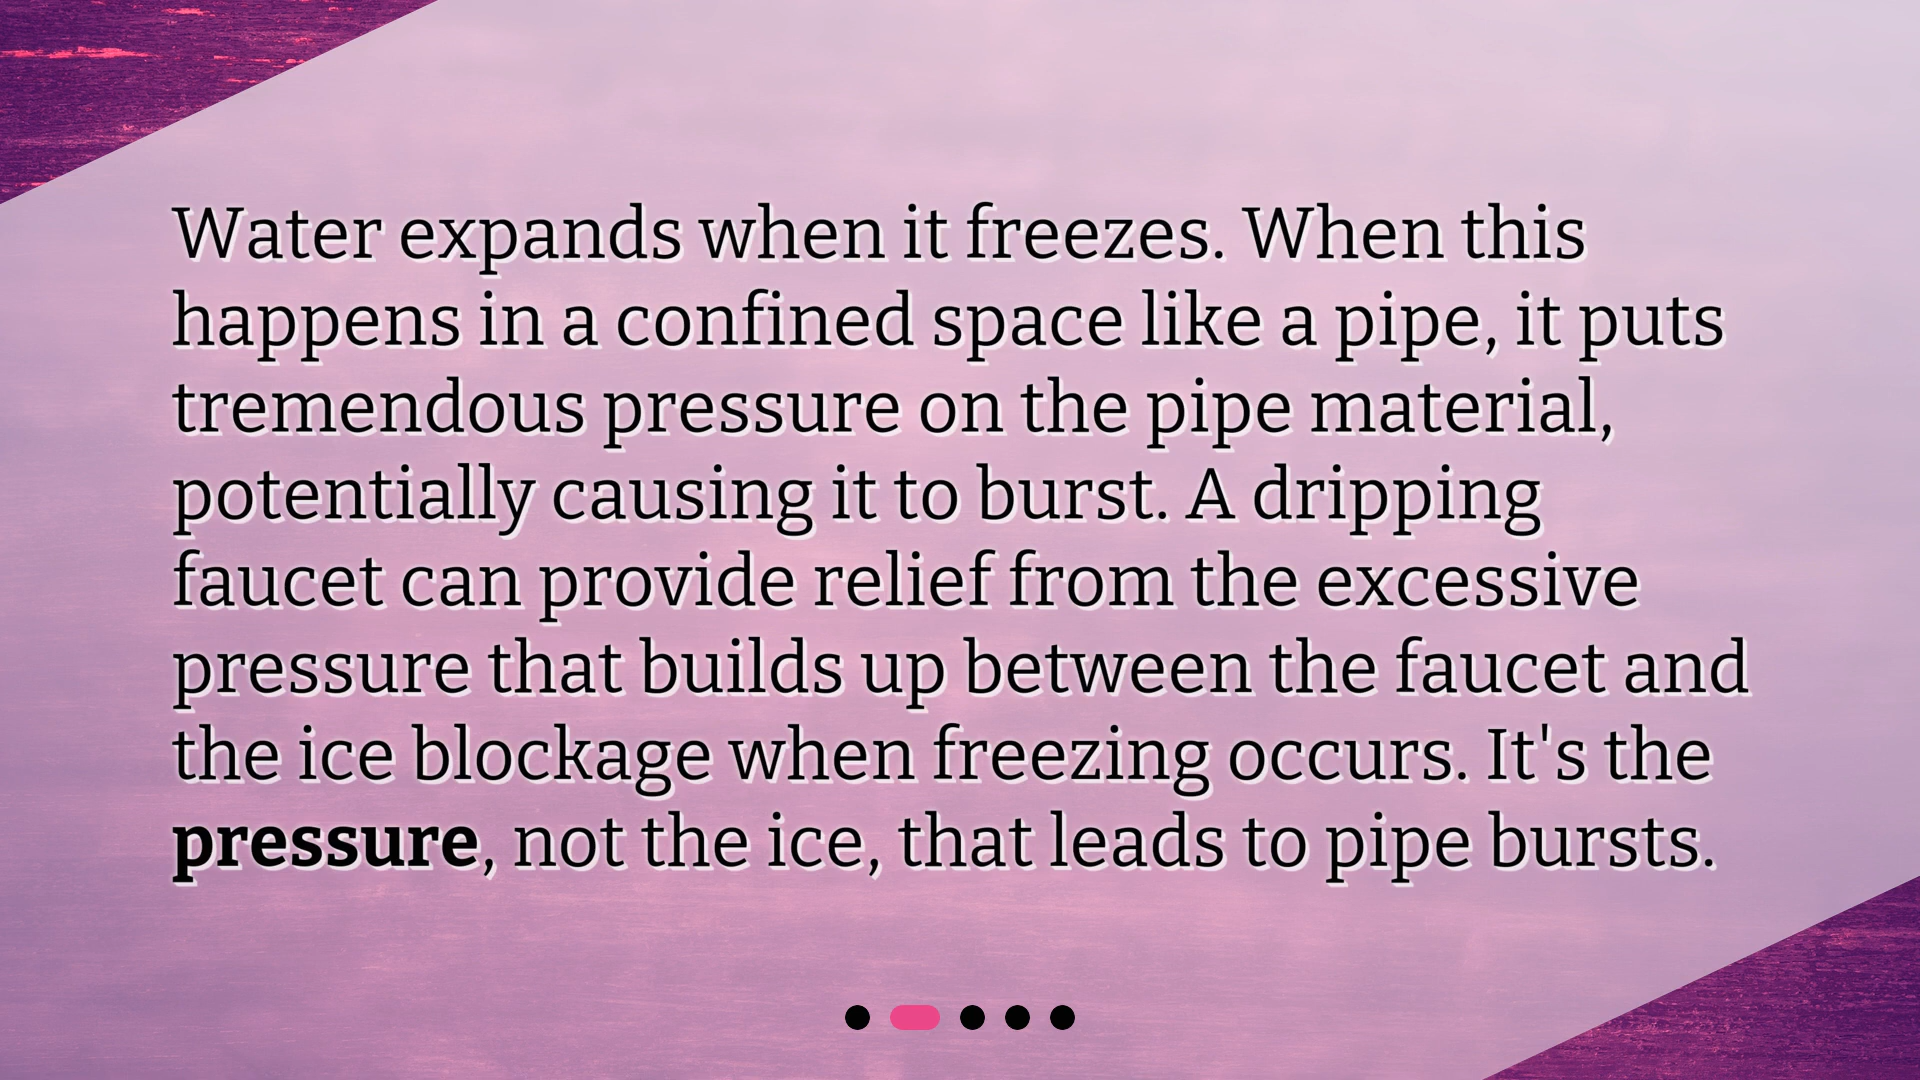 Water expands when it freezes. When this
happens in a confined space like a pipe, it puts
tremendous pressure on the pipe material,
potentially causing it to burst. A dripping
faucet can provide relief from the excessive
pressure that builds up between the faucet and
the ice blockage when freezing occurs. It's the
pressure, not the ice, that leads to pipe bursts.